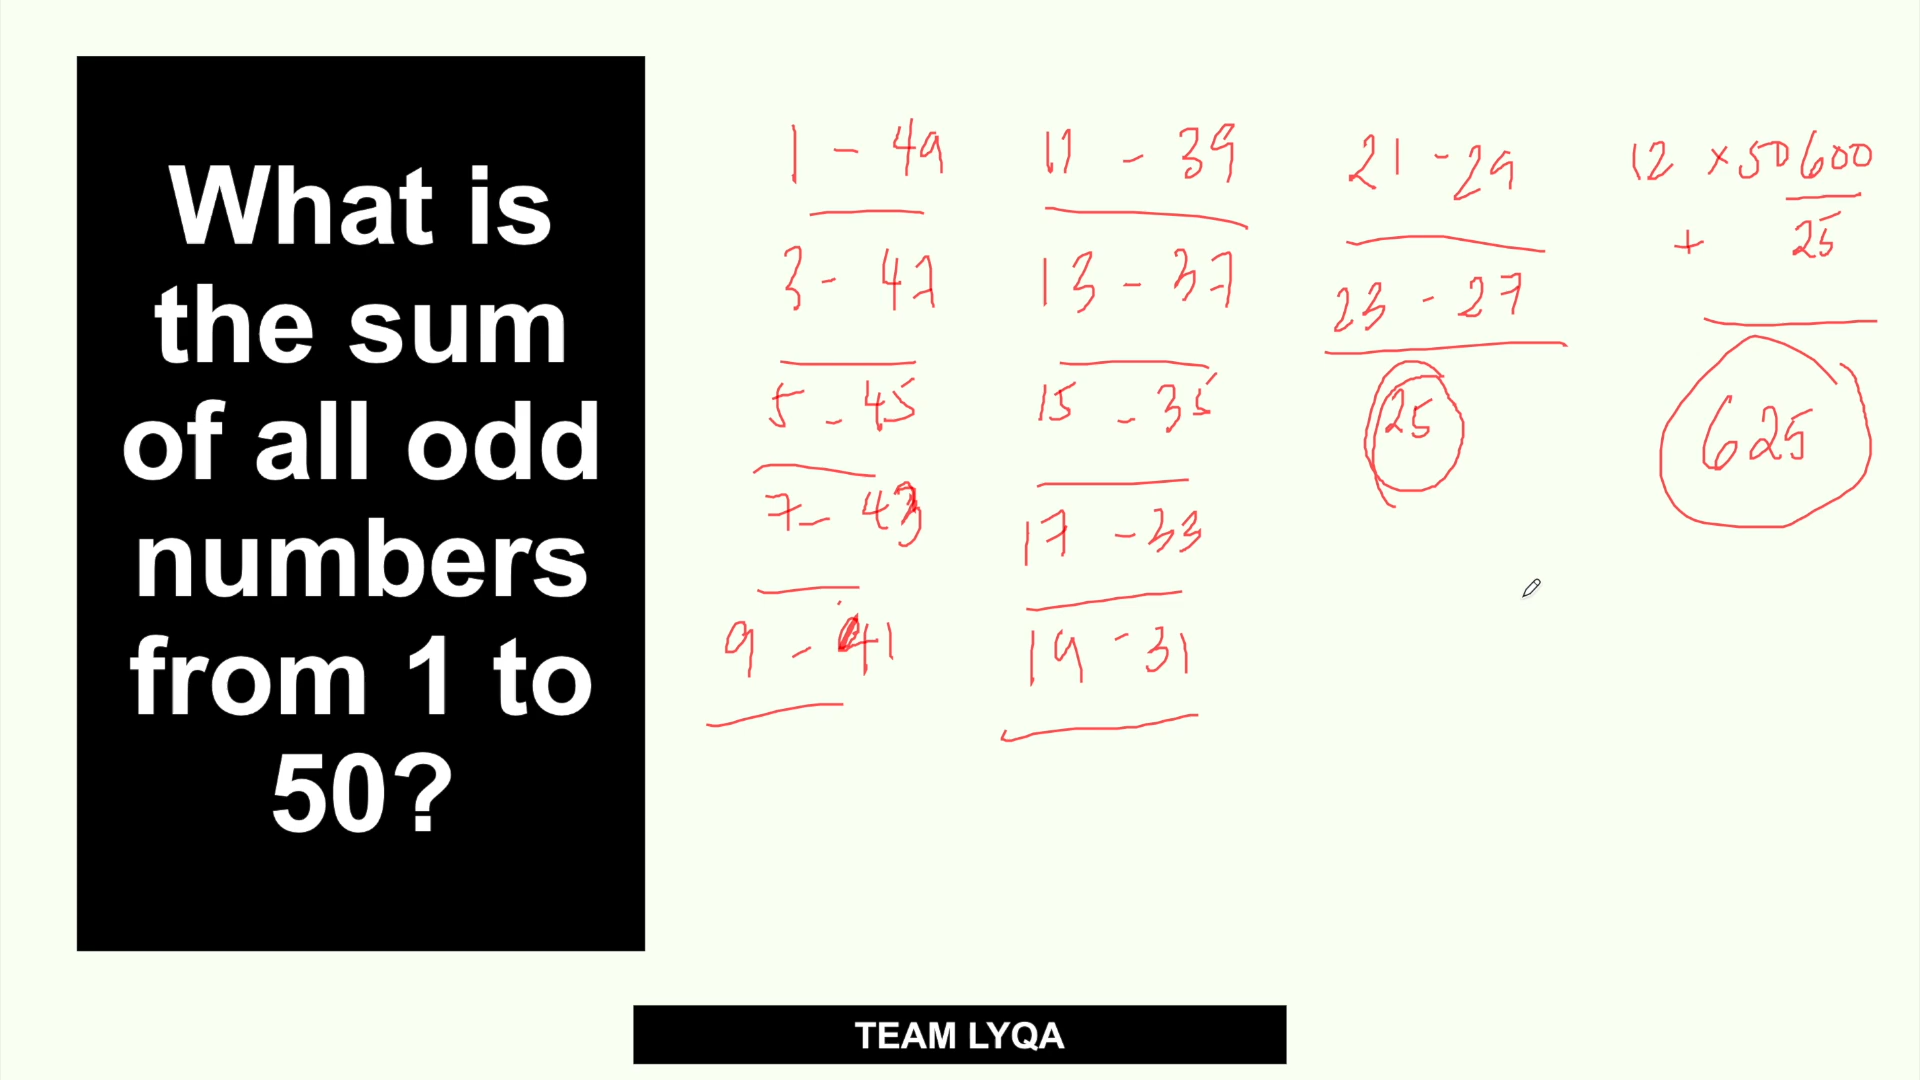 What is
the sum
of all odd
numbers
from 1 to
50?
1 - 49
3 - 47
5 - 45
7 - 43
9 - 41
11 - 39
13 - 37
15 - 35
17 - 33
19 - 31
21 - 29
23 - 27
25
12 x 50 600
+ 25
625
TEAM LYQA